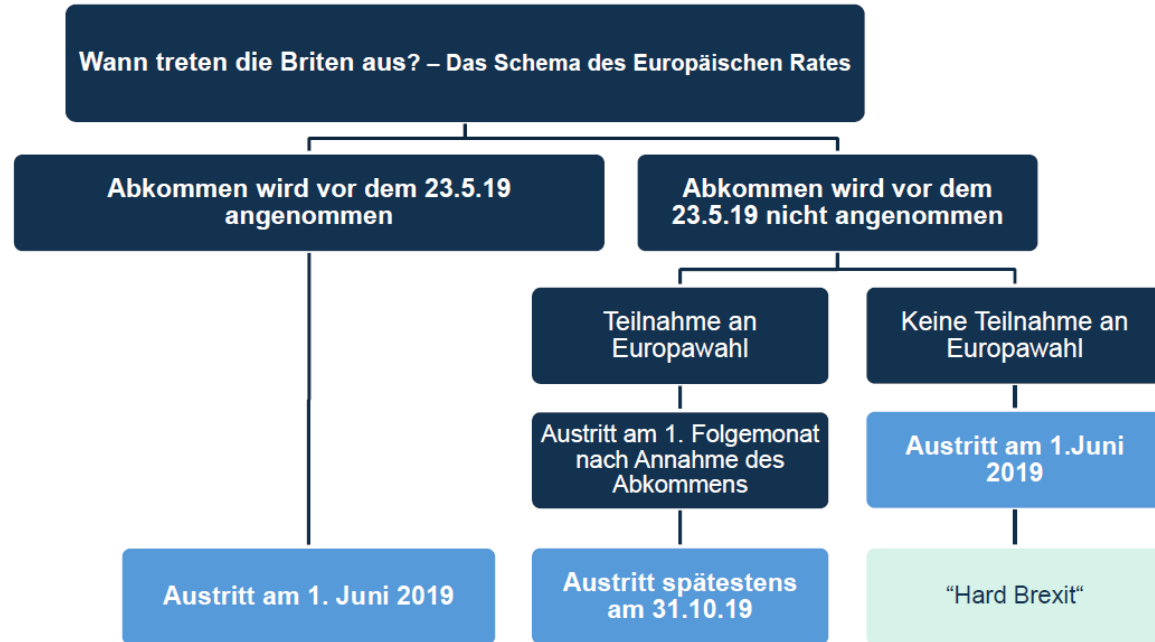 Wann treten die Briten aus? – Das Schema des Europäischen Rates
Abkommen wird vor dem 23.5.19
angenommen
Abkommen wird vor dem
23.5.19 nicht angenommen
Teilnahme an
Europawahl
Keine Teilnahme an
Europawahl
Austritt am 1. Folgemonat
nach Annahme des
Abkommens
Austritt am 1.Juni
2019
Austritt am 1. Juni 2019
Austritt spätestens
am 31.10.19
“Hard Brexit“